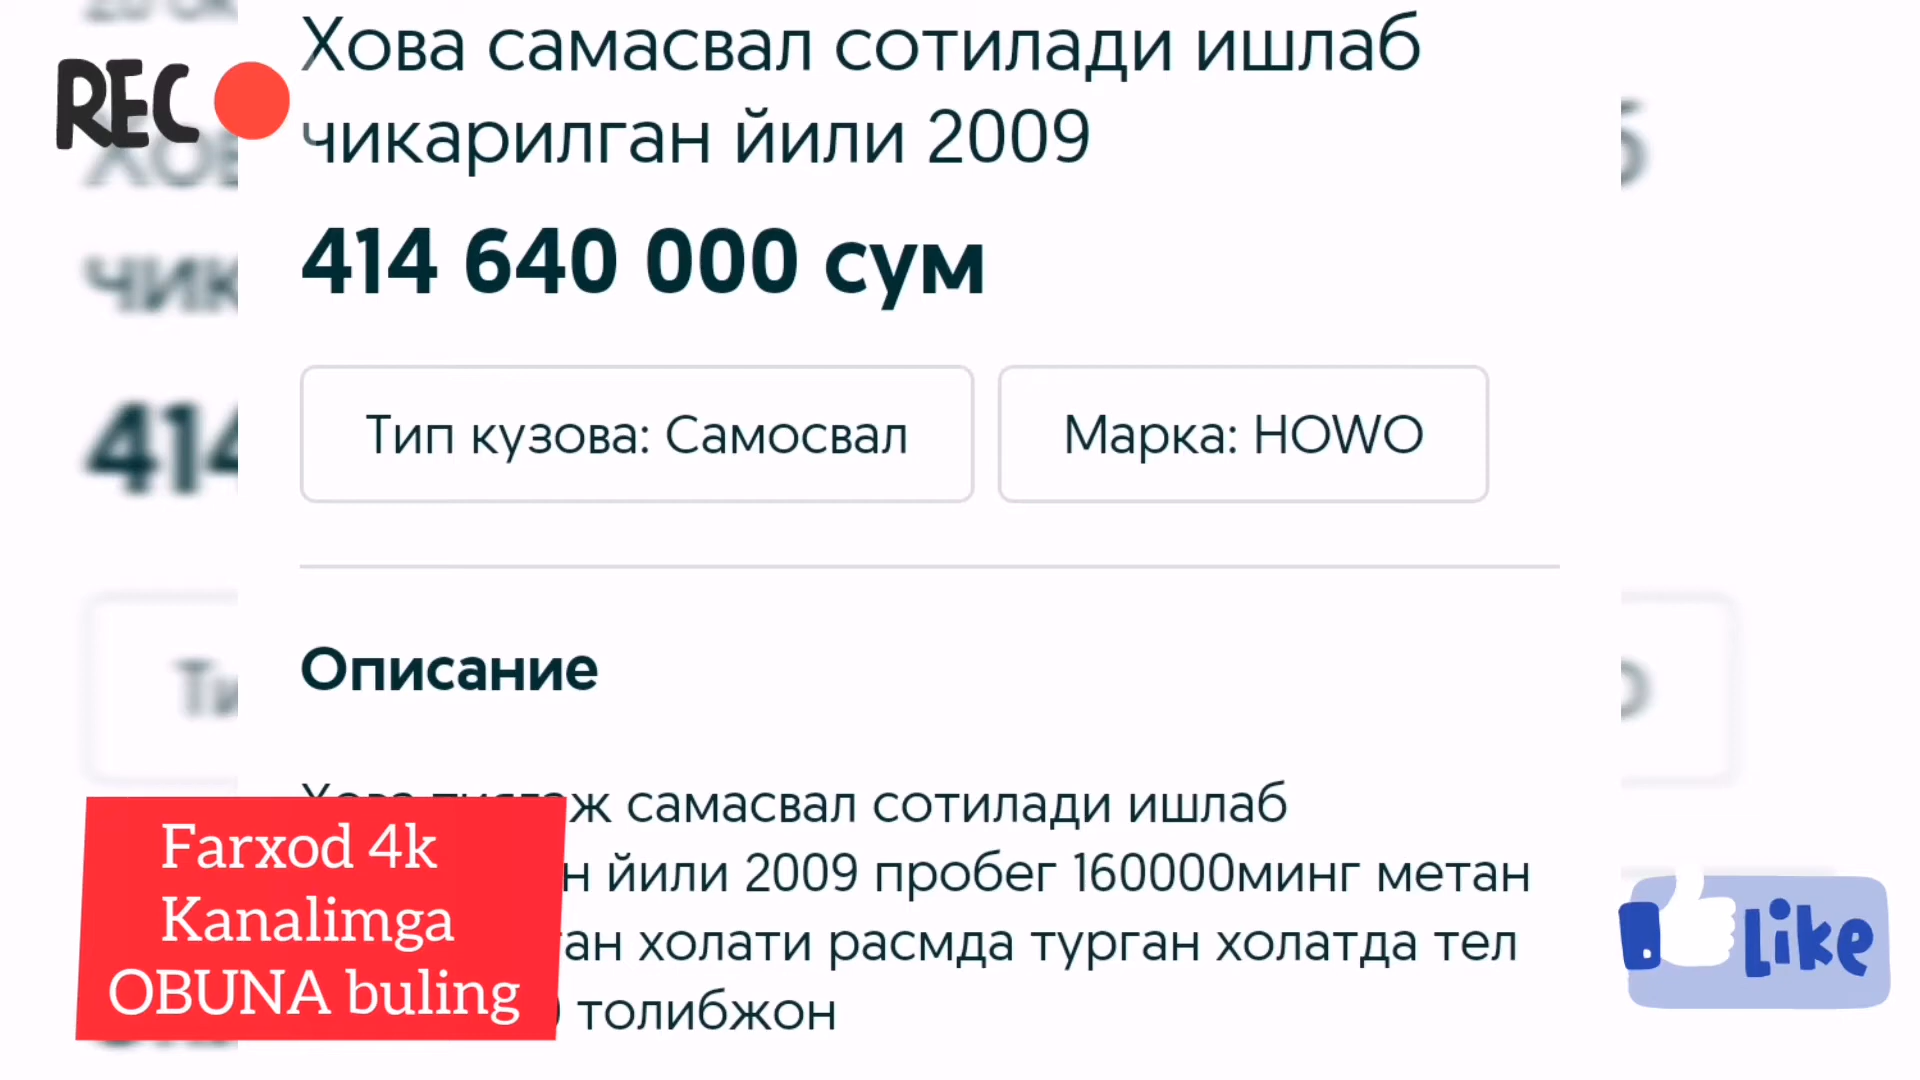 REC
Хова самасвал сотилади ишлаб
чикарилган йили 2009
414 640 000 сум
Тип кузова: Самосвал
Марка: HOWO
Описание
самасвал сотилади ишлаб
йили 2009 пробег 160000минг метан
холати расмда турган холатда тел
толибжон
Farxod 4k
Kanalimga
OBUNA buling
Like